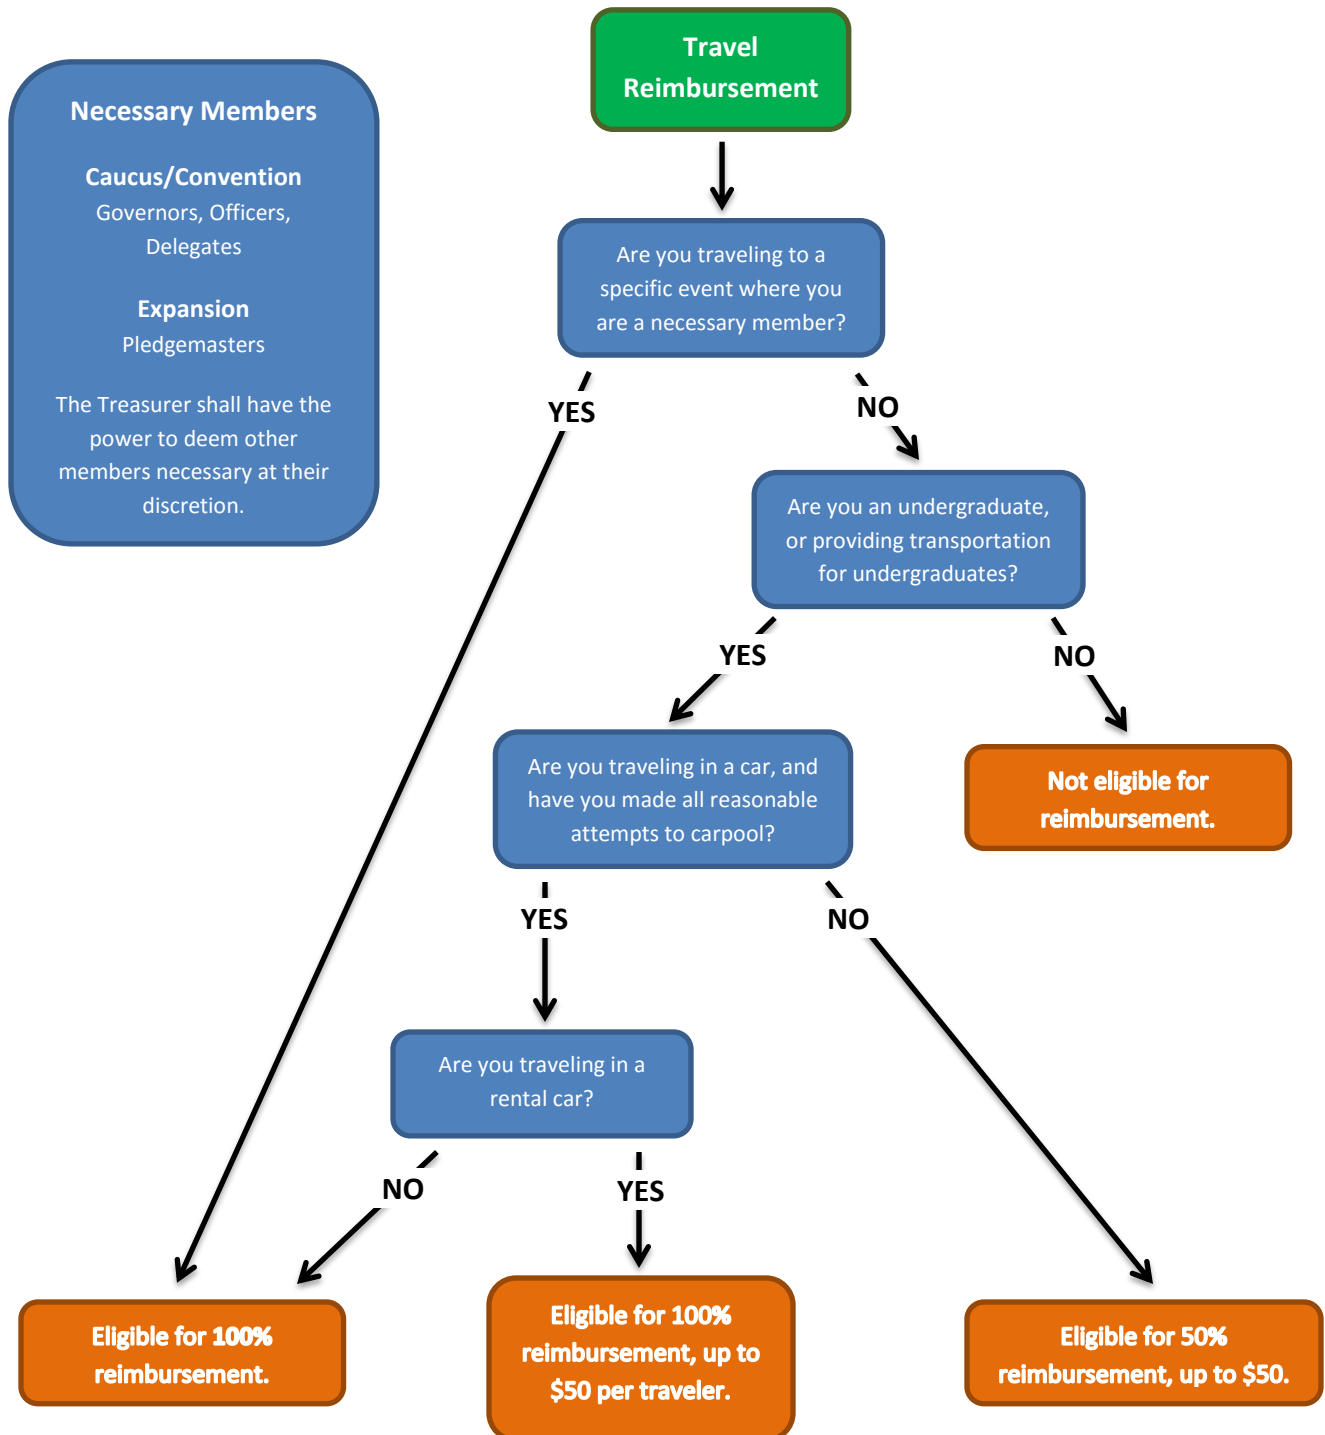 Travel
Reimbursement
Necessary Members
Caucus/Convention
Governors, Officers,
Delegates
Expansion
Pledgemasters
The Treasurer shall have the
power to deem other
members necessary at their
discretion.
Are you traveling to a
specific event where you
are a necessary member?
YES
NO
Are you an undergraduate,
or providing transportation
for undergraduates?
YES
NO
Are you traveling in a car, and
have you made all reasonable
attempts to carpool?
Not eligible for
reimbursement.
YES
NO
Are you traveling in a
rental car?
NO
YES
Eligible for 100%
reimbursement.
Eligible for 100%
reimbursement, up to
$50 per traveler.
Eligible for 50%
reimbursement, up to $50.